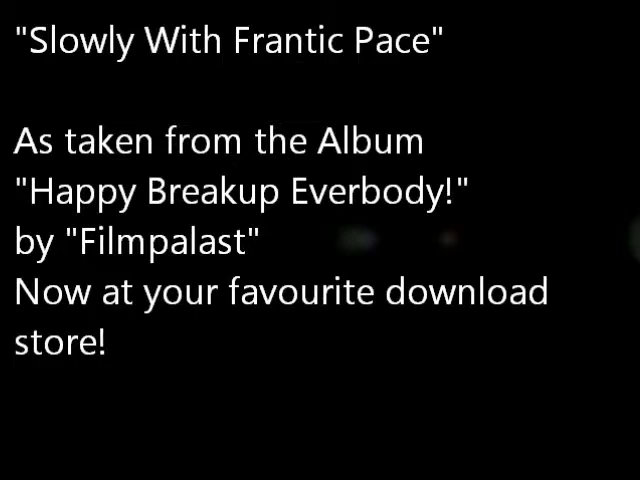 "Slowly With Frantic Pace"
As taken from the Album
"Happy Breakup Everbody!"
by "Filmpalast"
Now at your favourite download
store!